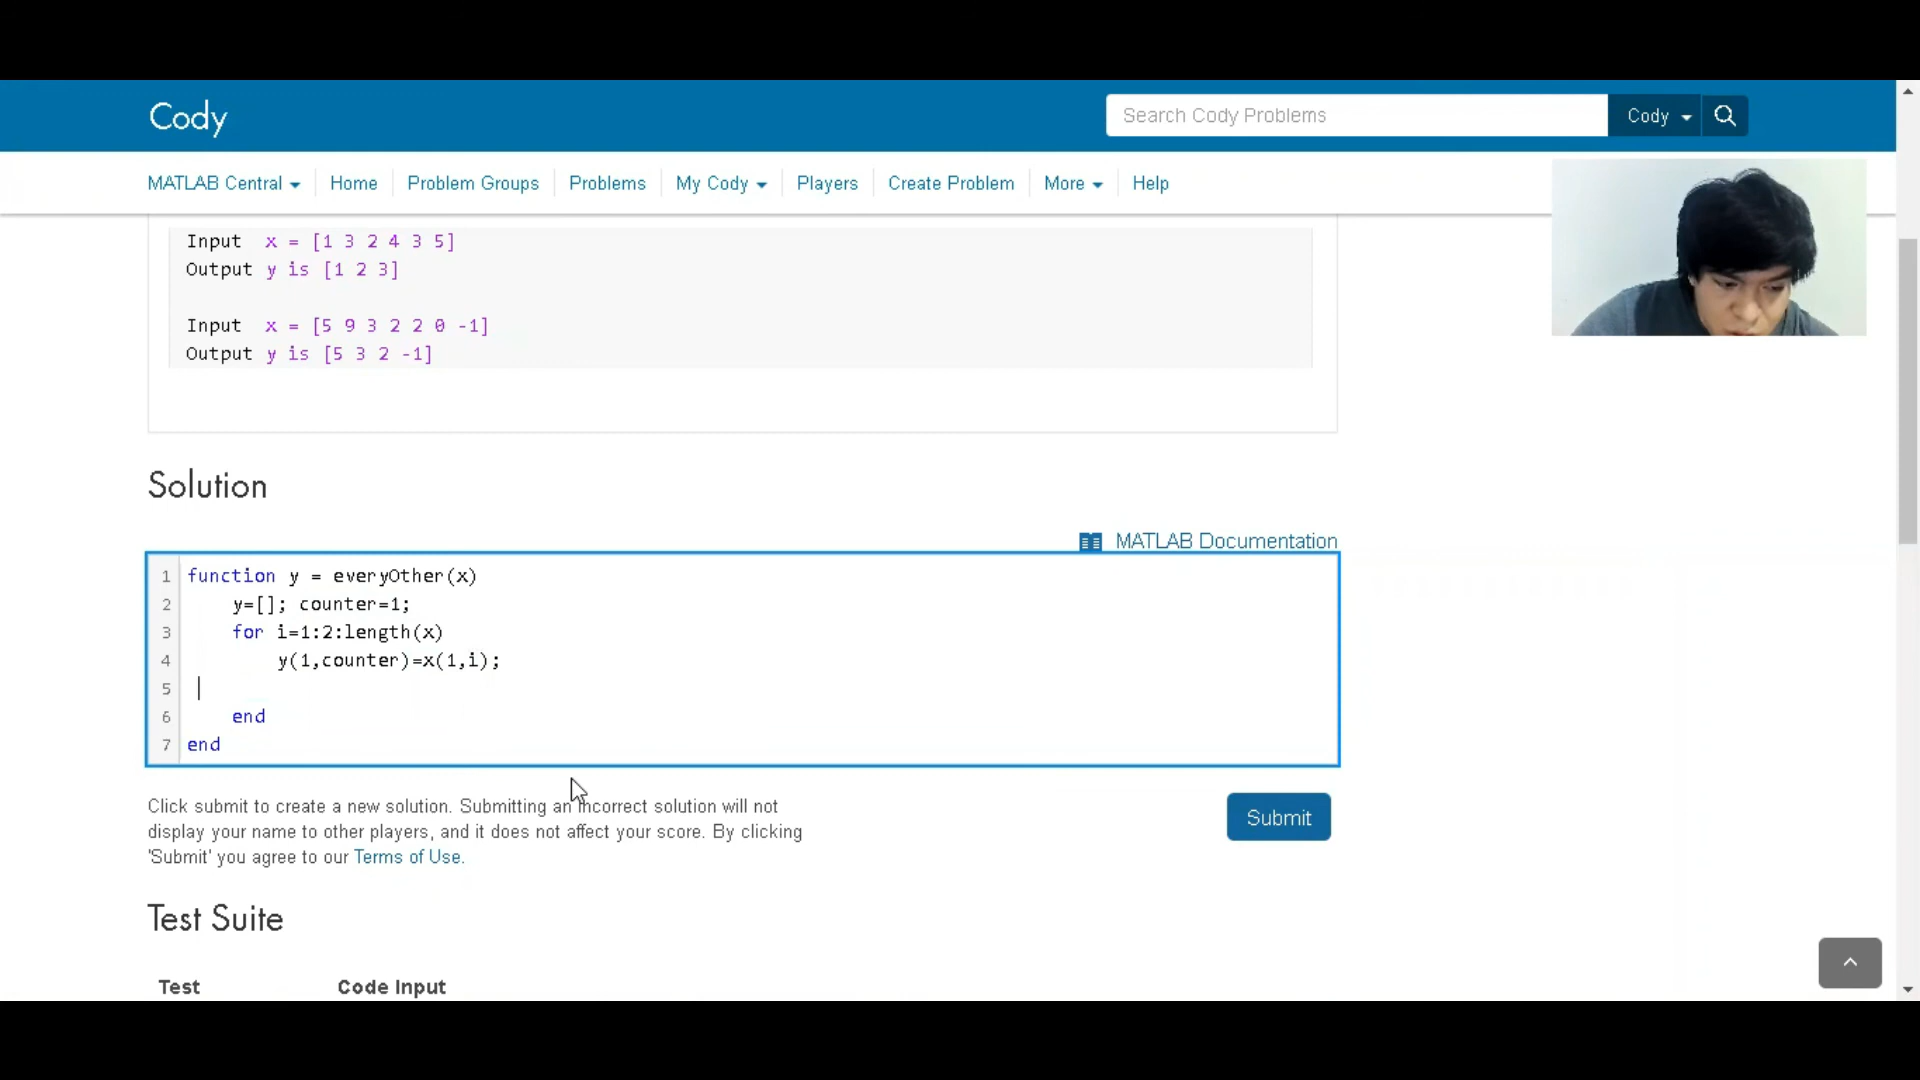 Cody
Search Cody Problems
Cody
MATLAB Central
Home
Problem Groups
Problems
My Cody
Players
Create Problem
More
Help
Input x = [1 3 2 4 3 5]
Output y is [1 2 3]
Input x = [5 9 3 2 2 0 -1]
Output y is [5 3 2 -1]
Solution
MATLAB Documentation
1 function y = everyOther(x)
2 y=[]; counter=1;
3 for i=1:2:length(x)
4 y(1,counter)=x(1,i);
5
6 end
7 end
Click submit to create a new solution. Submitting an incorrect solution will not
display your name to other players, and it does not affect your score. By clicking
'Submit' you agree to our Terms of Use.
Submit
Test Suite
Test Code Input